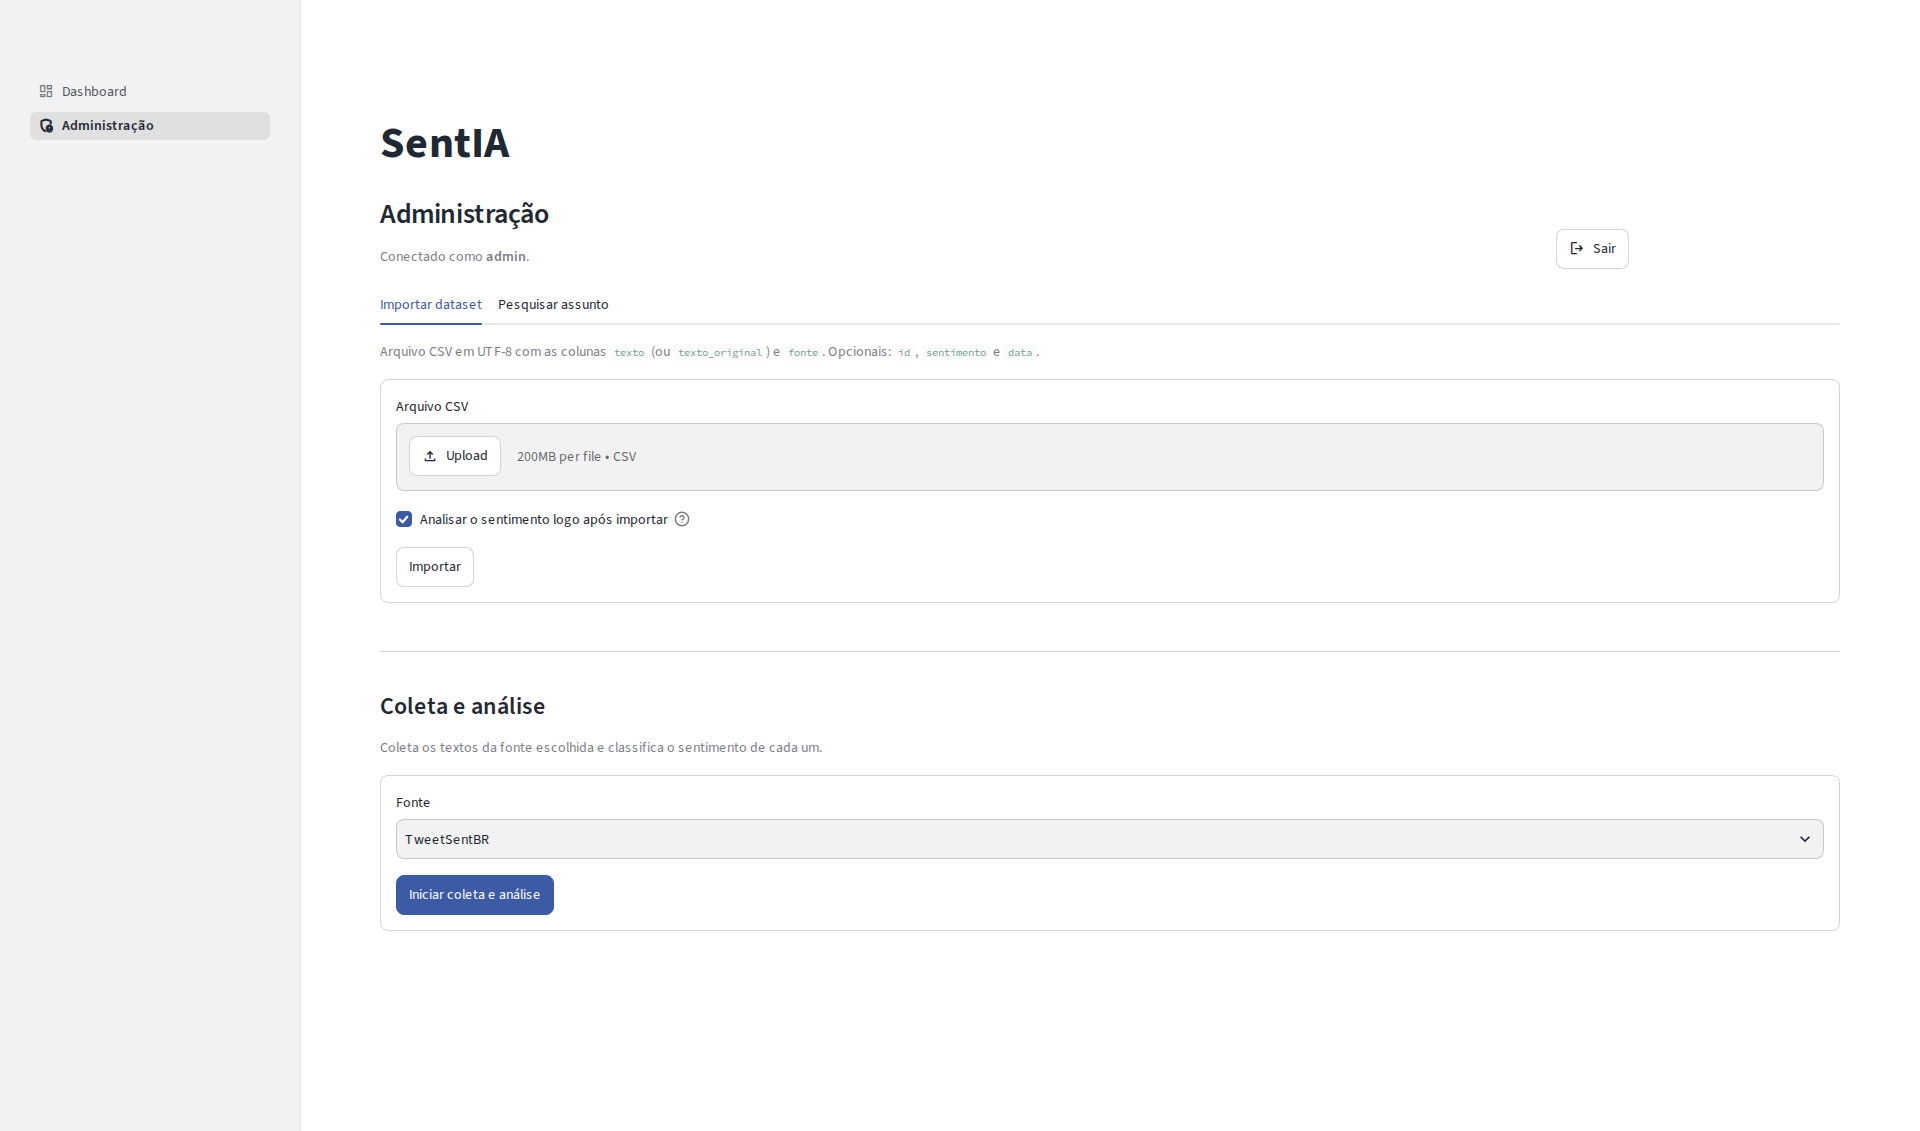 Dashboard
Administração
SentIA
Administração
Conectado como admin.
Sair
Importar dataset
Pesquisar assunto
Arquivo CSV em UTF-8 com as colunas texto (ou texto_original) e fonte. Opcionais: id, sentimento e data.
Arquivo CSV
Upload
200MB per file • CSV
Analisar o sentimento logo após importar
Importar
Coleta e análise
Coleta os textos da fonte escolhida e classifica o sentimento de cada um.
Fonte
TweetSentBR
Iniciar coleta e análise